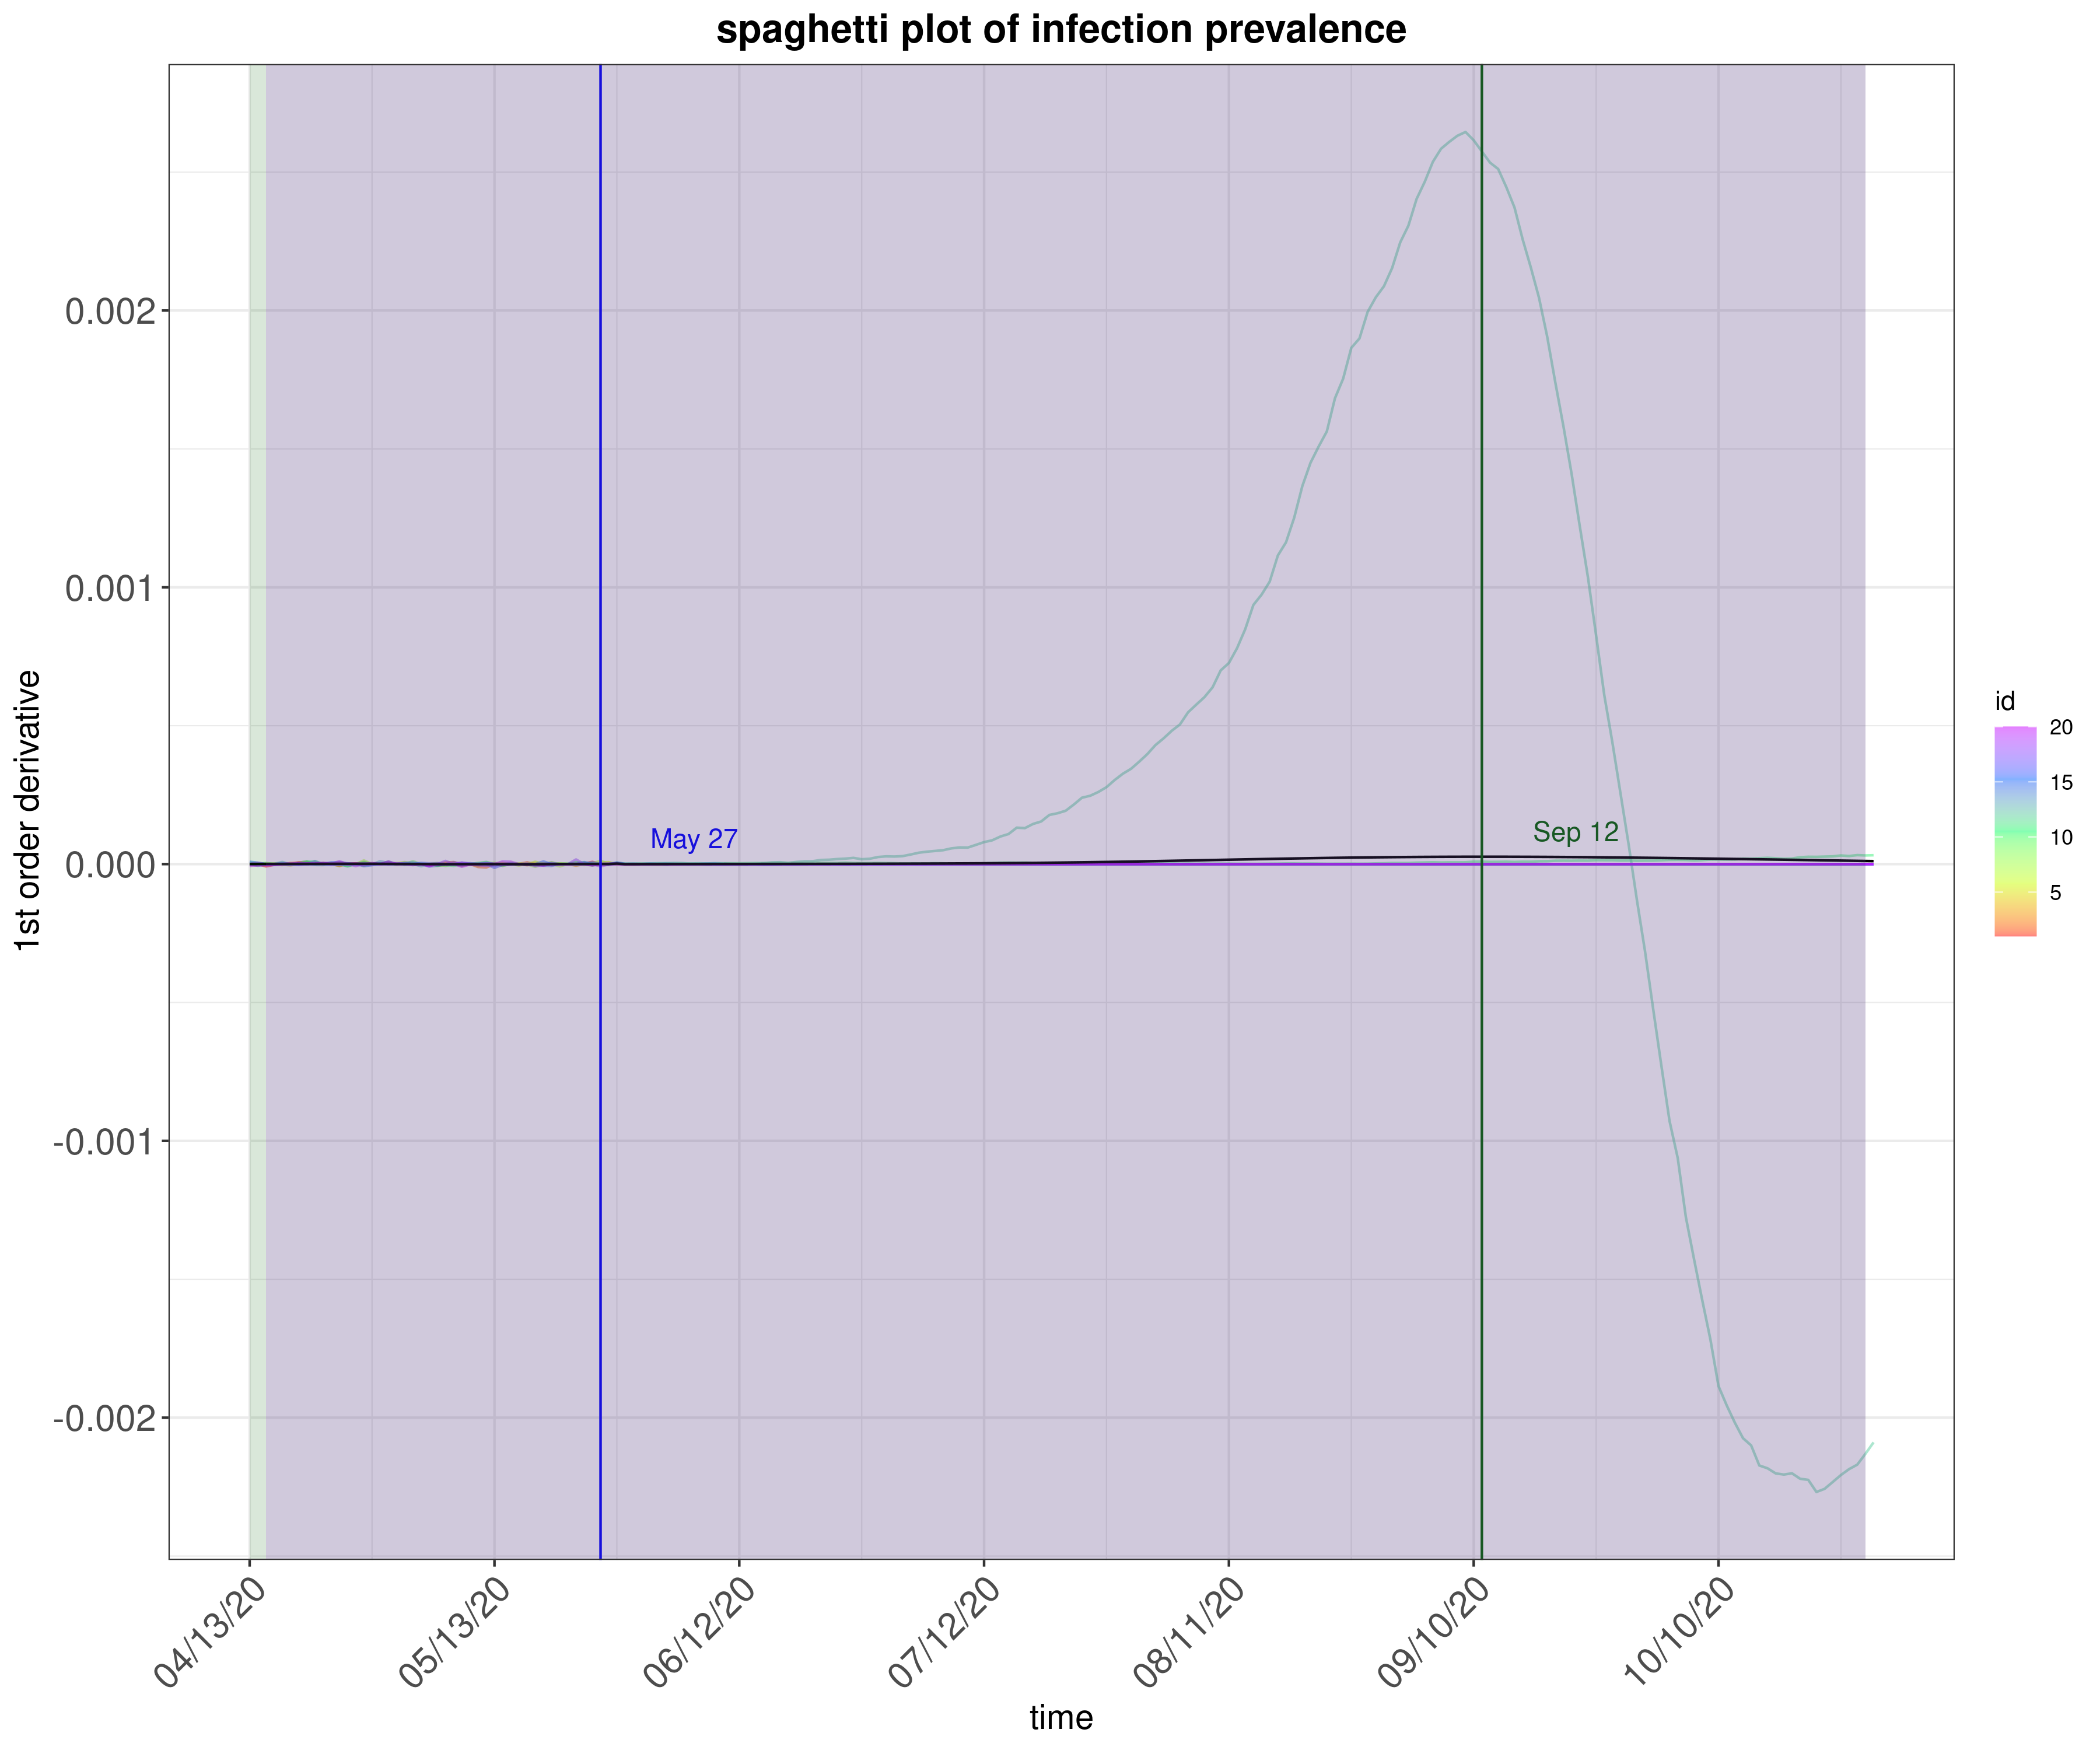 spaghetti plot of infection prevalence
1st order derivative
0.002
0.001
0.000
-0.001
-0.002
May 27
Sep 12
id
20
15
10
5
04/13/20
05/13/20
06/12/20
07/12/20
08/11/20
09/10/20
10/10/20
time